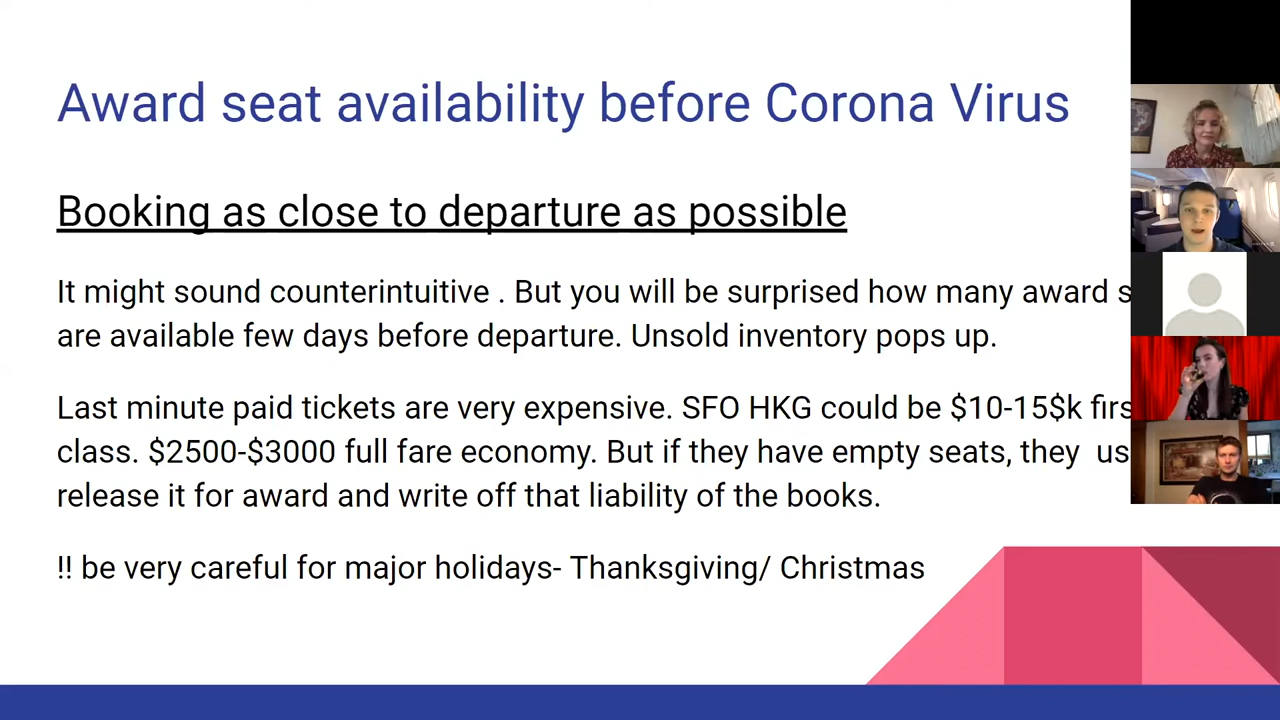 Award seat availability before Corona Virus
Booking as close to departure as possible
It might sound counterintuitive . But you will be surprised how many award s
are available few days before departure. Unsold inventory pops up.
Last minute paid tickets are very expensive. SFO HKG could be $10-15$k firs
class. $2500-$3000 full fare economy. But if they have empty seats, they us
release it for award and write off that liability of the books.
!! be very careful for major holidays- Thanksgiving/ Christmas